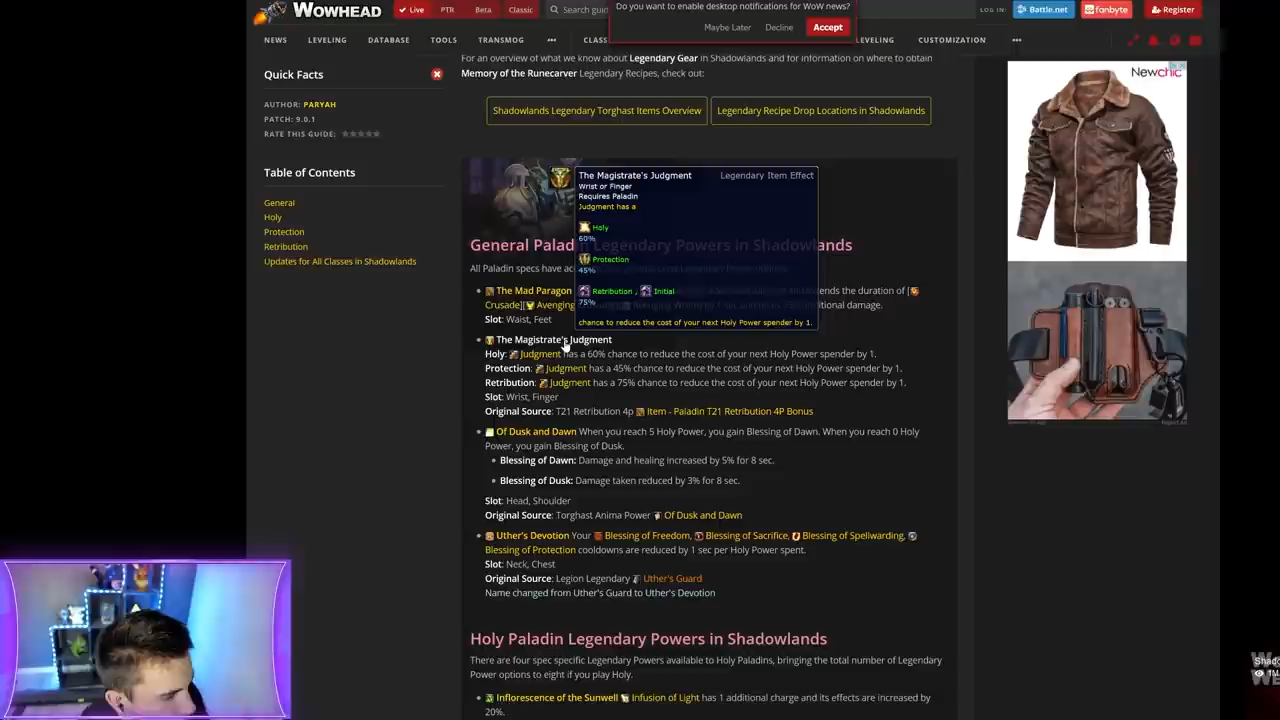 Do you want to enable desktop notifications for WoW news?
WOWHEAD
Live PTR Beta Classic
LOG IN: Battle.net fanbyte Register
Maybe Later Decline Accept
NEWS LEVELING DATABASE TOOLS TRANSMOG ••• CUSTOMIZATION •••
For an overview of what we know about Legendary Gear in Shadowlands and for information on where to obtain
Memory of the Runecarver Legendary Recipes, check out:
Quick Facts
AUTHOR: PARYAH
PATCH: 9.0.1
RATE THIS GUIDE:
Table of Contents
General
Holy
Protection
Retribution
Updates for All Classes in Shadowlands
Shadowlands Legendary Torghast Items Overview
Legendary Recipe Drop Locations in Shadowlands
The Magistrate's Judgment Legendary Item Effect
Wrist or Finger
Requires Paladin
Judgment has a
Holy
60%
Protection
45%
Retribution , Initial
75%
chance to reduce the cost of your next Holy Power spender by 1.
General Paladin Legendary Powers in Shadowlands
All Paladin specs have
The Mad Paragon
ends the duration of [
Crusade][ Avenging
Slot: Waist, Feet
The Magistrate's Judgment
Holy: Judgment has a 60% chance to reduce the cost of your next Holy Power spender by 1.
Protection: Judgment has a 45% chance to reduce the cost of your next Holy Power spender by 1.
Retribution: Judgment has a 75% chance to reduce the cost of your next Holy Power spender by 1.
Slot: Wrist, Finger
Original Source: T21 Retribution 4p Item - Paladin T21 Retribution 4P Bonus
Of Dusk and Dawn When you reach 5 Holy Power, you gain Blessing of Dawn. When you reach 0 Holy
Power, you gain Blessing of Dusk.
Blessing of Dawn: Damage and healing increased by 5% for 8 sec.
Blessing of Dusk: Damage taken reduced by 3% for 8 sec.
Slot: Head, Shoulder
Original Source: Torghast Anima Power Of Dusk and Dawn
Uther's Devotion Your Blessing of Freedom, Blessing of Sacrifice, Blessing of Spellwarding,
Blessing of Protection cooldowns are reduced by 1 sec per Holy Power spent.
Slot: Neck, Chest
Original Source: Legion Legendary Uther's Guard
Name changed from Uther's Guard to Uther's Devotion
Holy Paladin Legendary Powers in Shadowlands
There are four spec specific Legendary Powers available to Holy Paladins, bringing the total number of Legendary
Power options to eight if you play Holy.
Inflorescence of the Sunwell Infusion of Light has 1 additional charge and its effects are increased by
20%.
Newchic